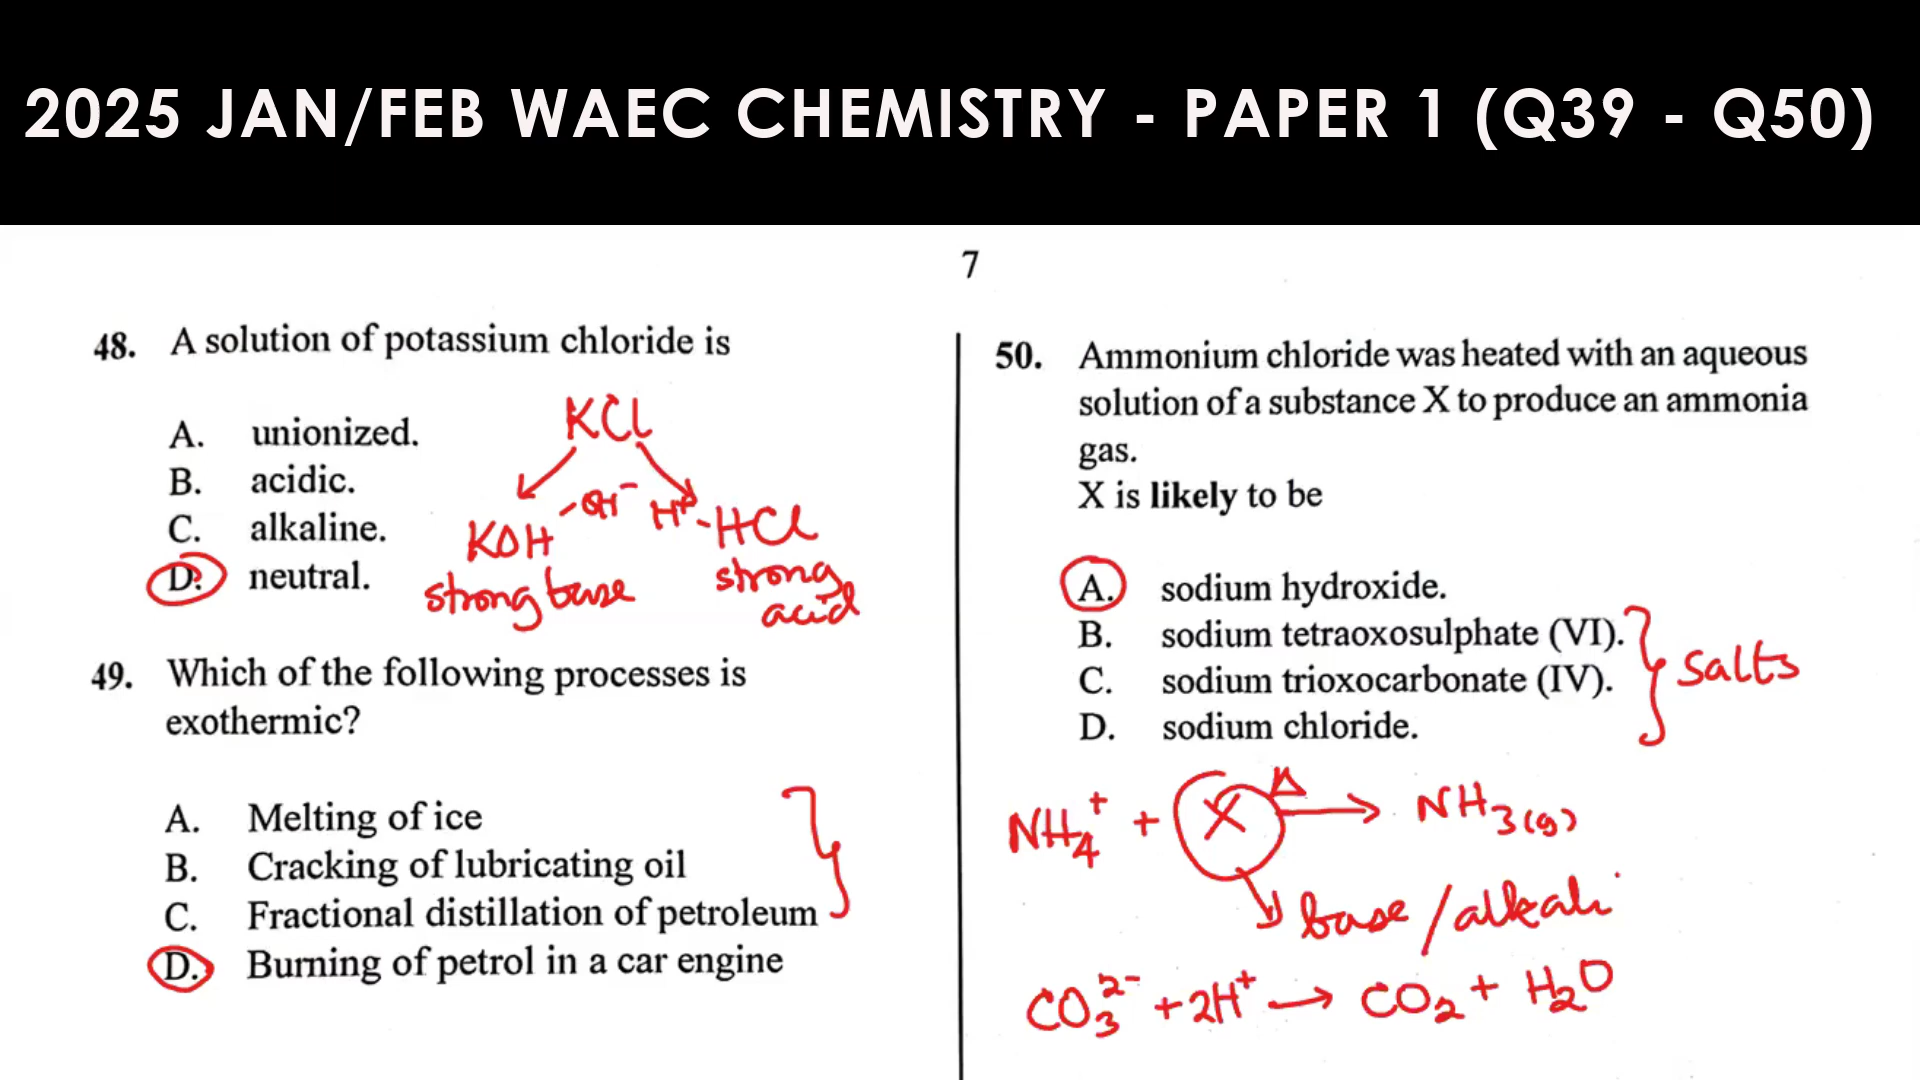 2025 JAN/FEB WAEC CHEMISTRY - PAPER 1 (Q39 - Q50)
7
48. A solution of potassium chloride is
A. unionized.
B. acidic.
C. alkaline.
D. neutral.
KCl
KOH - OH⁻ H⁺ - HCl
strong base
strong
acid
49. Which of the following processes is
exothermic?
A. Melting of ice
B. Cracking of lubricating oil
C. Fractional distillation of petroleum
D. Burning of petrol in a car engine
50. Ammonium chloride was heated with an aqueous
solution of a substance X to produce an ammonia
gas.
X is likely to be
A. sodium hydroxide.
B. sodium tetraoxosulphate (VI).
C. sodium trioxocarbonate (IV).
D. sodium chloride.
salts
NH₄⁺ + X Δ → NH₃(g)
base / alkali
CO₃²⁻ + 2H⁺ → CO₂ + H₂O